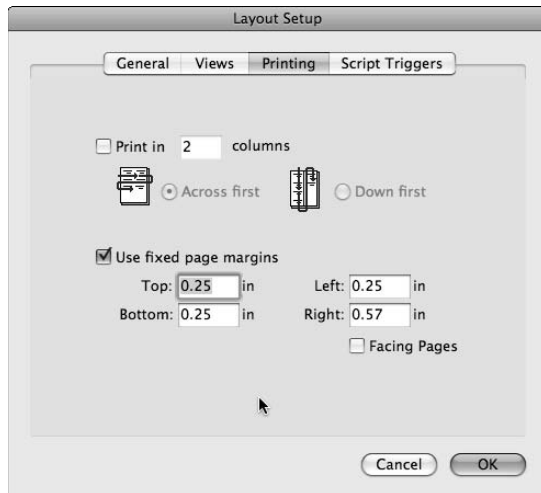 Layout Setup
General Views Printing Script Triggers
Print in 2 columns
Across first Down first
Use fixed page margins
Top: 0.25 in Left: 0.25 in
Bottom: 0.25 in Right: 0.57 in
Facing Pages
Cancel OK